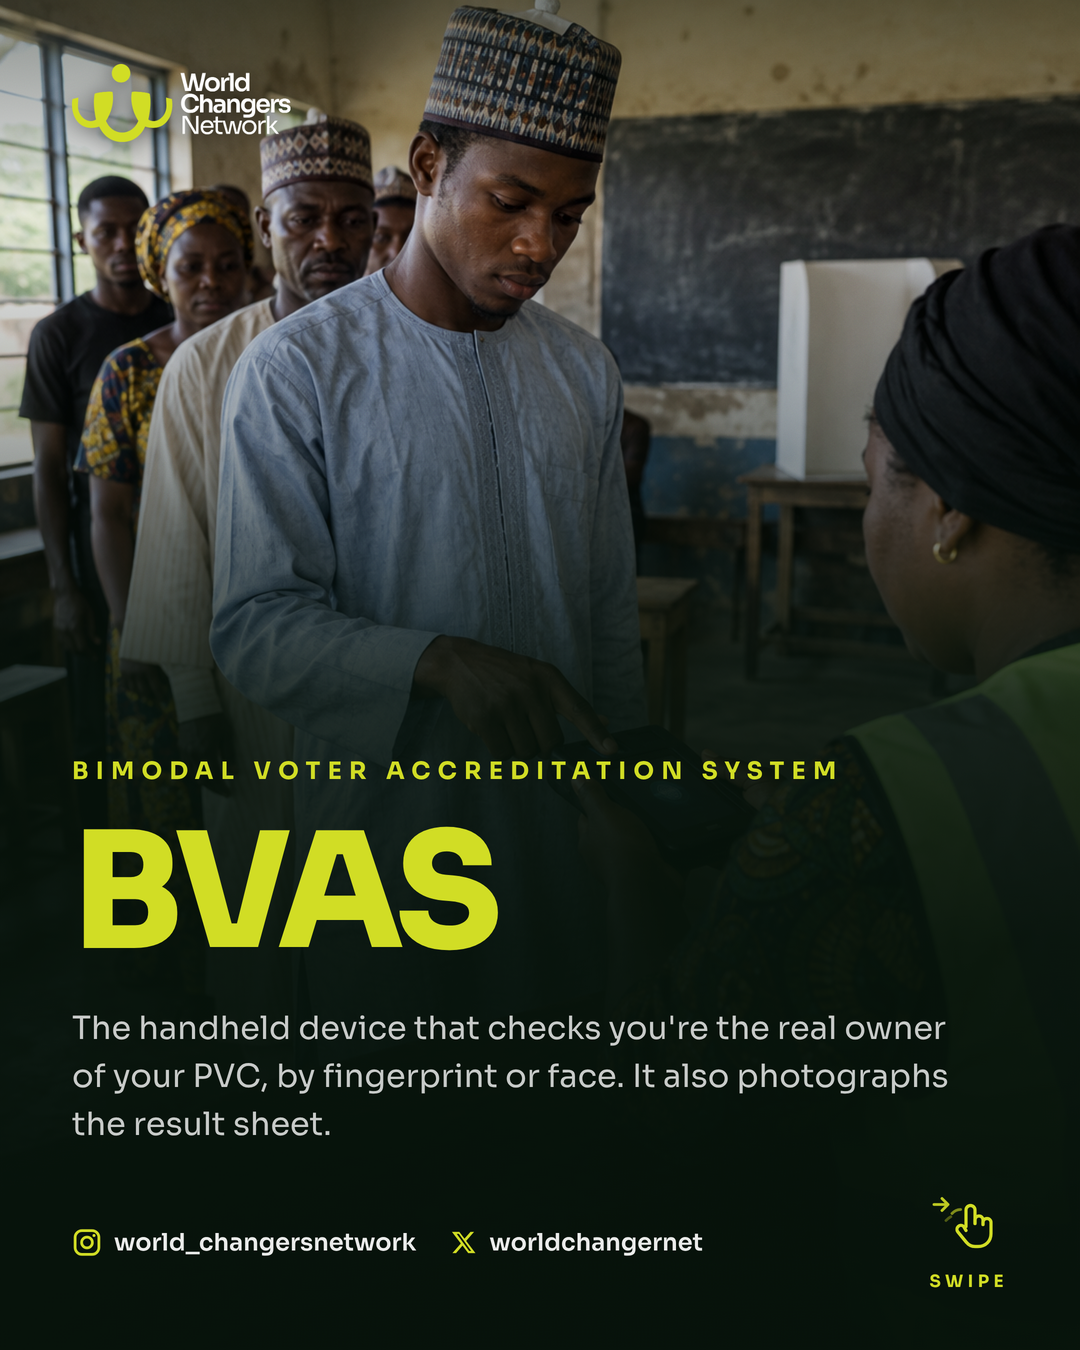 World
Changers
Network
BIMODAL VOTER ACCREDITATION SYSTEM
BVAS
The handheld device that checks you're the real owner
of your PVC, by fingerprint or face. It also photographs
the result sheet.
world_changersnetwork worldchangernet
SWIPE